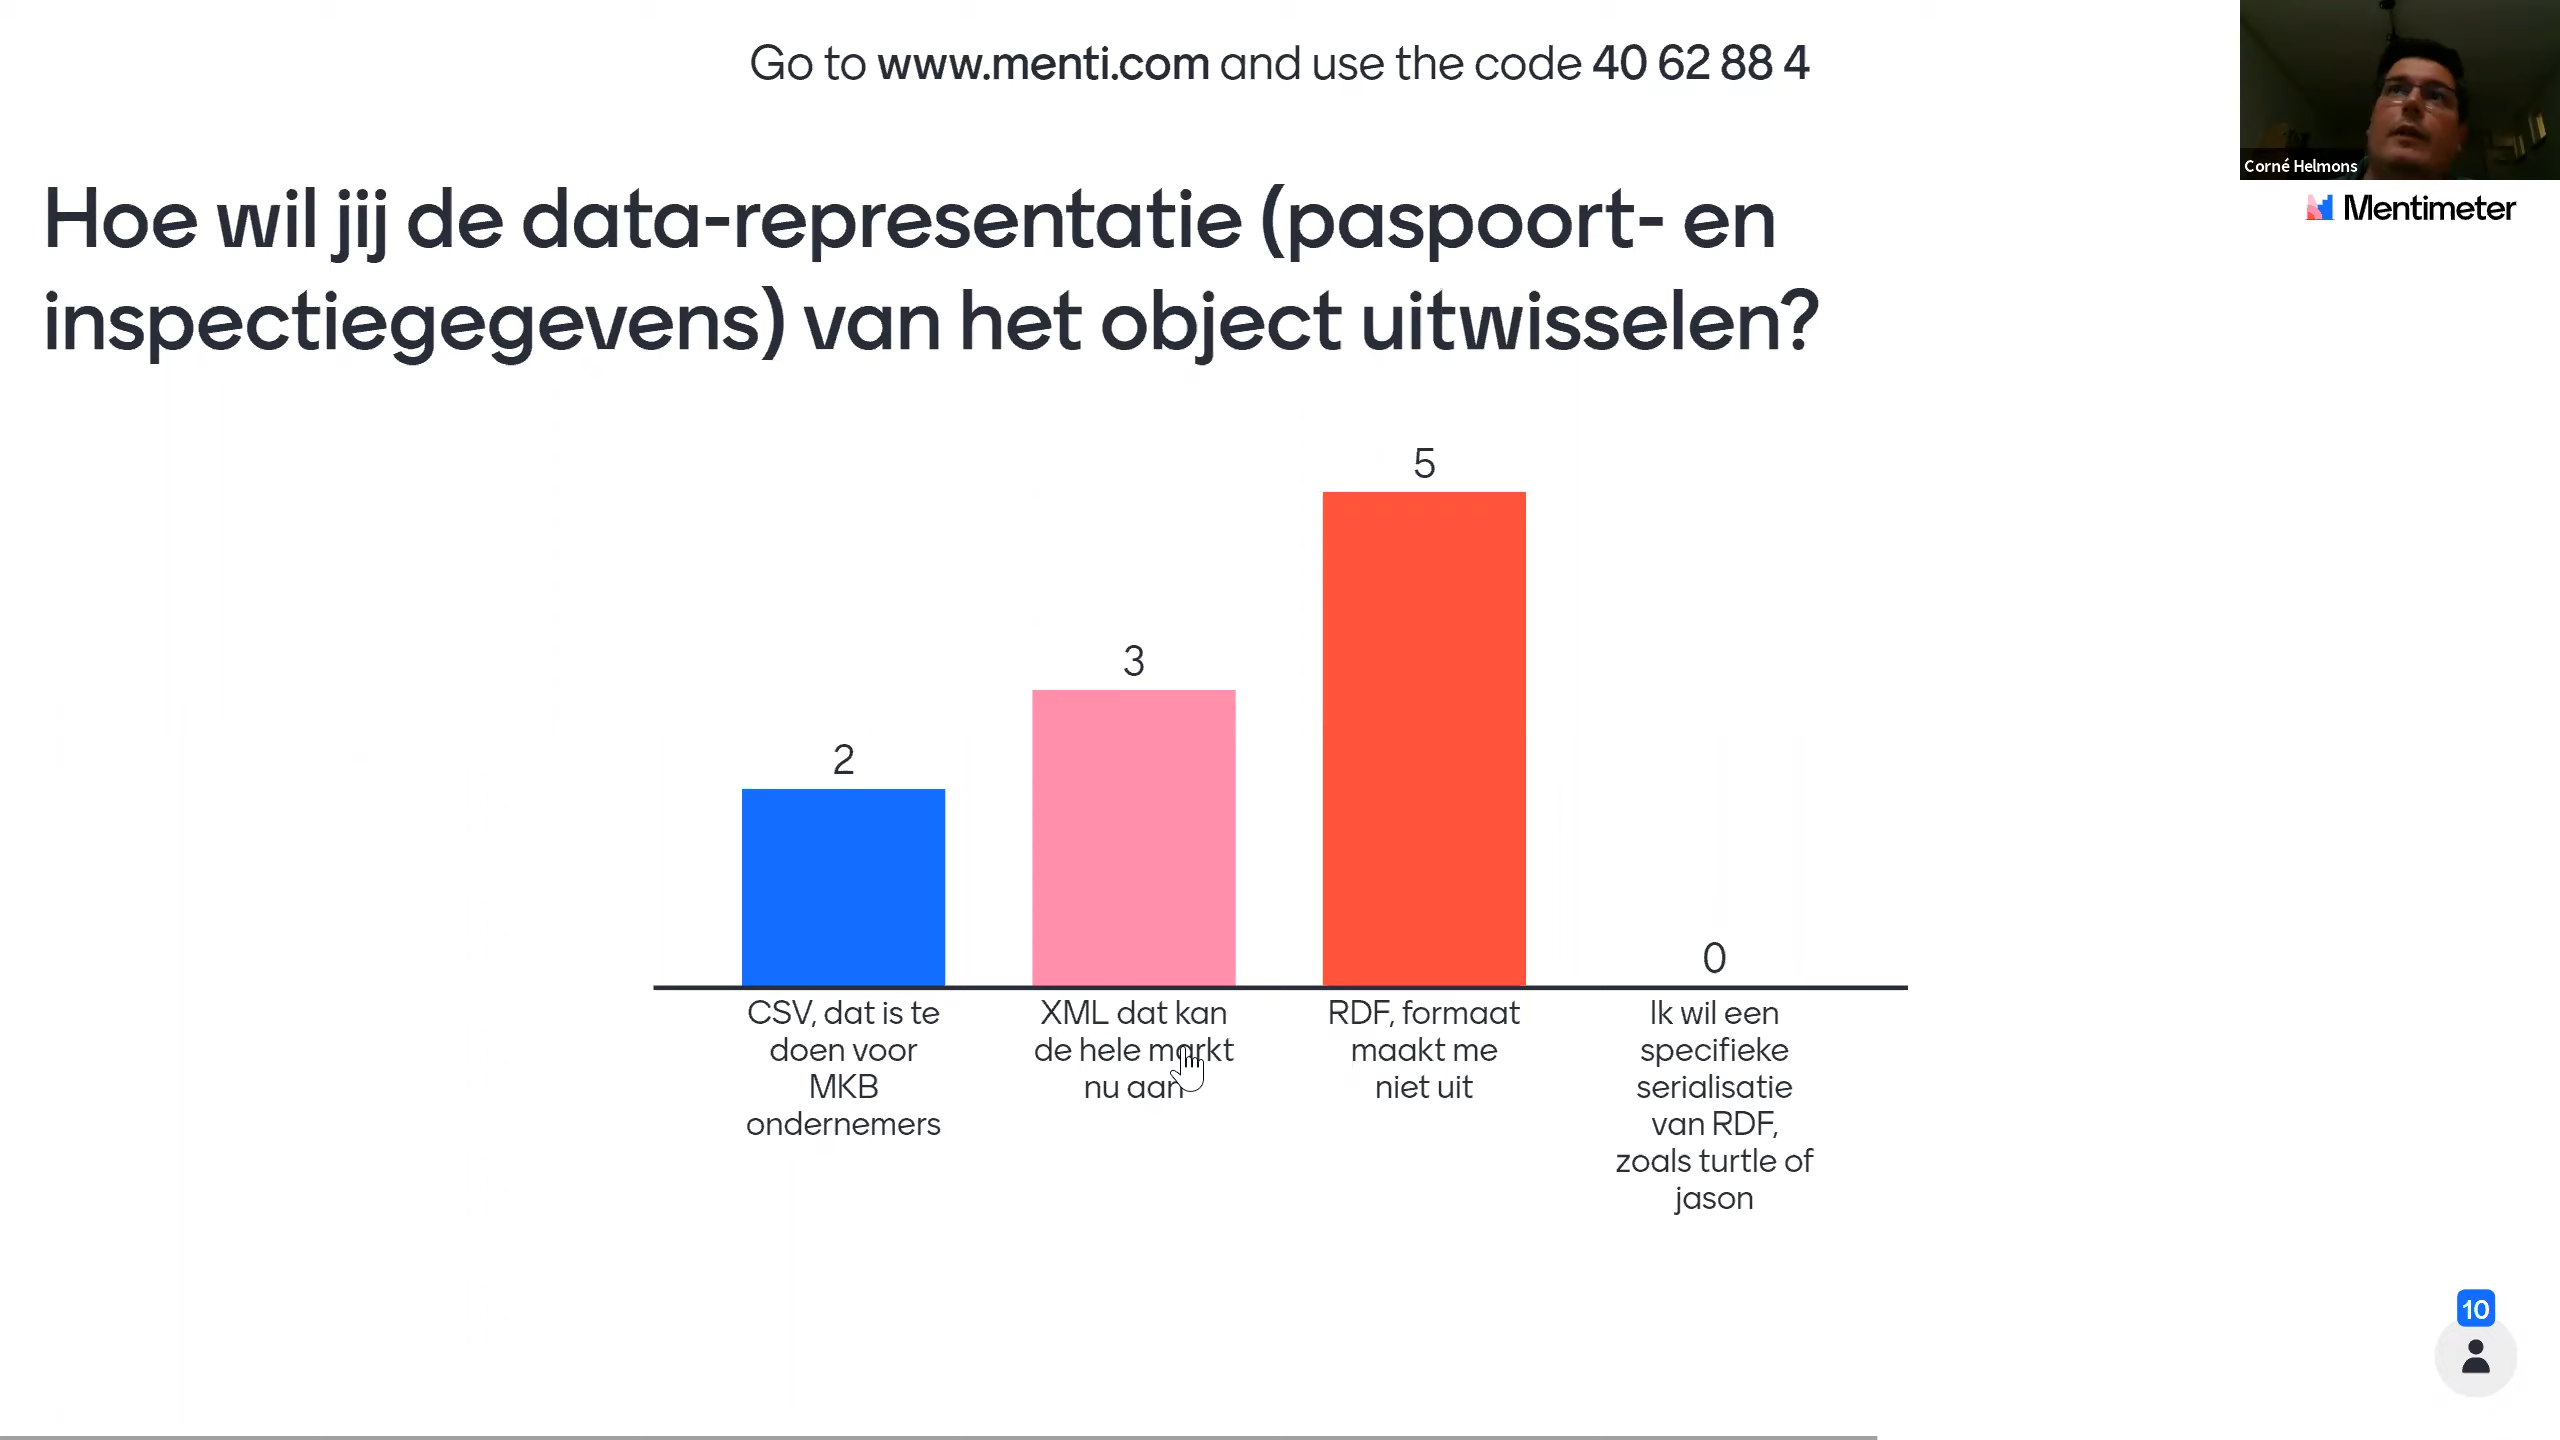 Go to www.menti.com and use the code 40 62 88 4
Corné Helmons
Mentimeter
Hoe wil jij de data-representatie (paspoort- en
inspectiegegevens) van het object uitwisselen?
5
3
2
0
CSV, dat is te
doen voor
MKB
ondernemers
XML dat kan
de hele markt
nu aan
RDF, formaat
maakt me
niet uit
Ik wil een
specifieke
serialisatie
van RDF,
zoals turtle of
jason
10